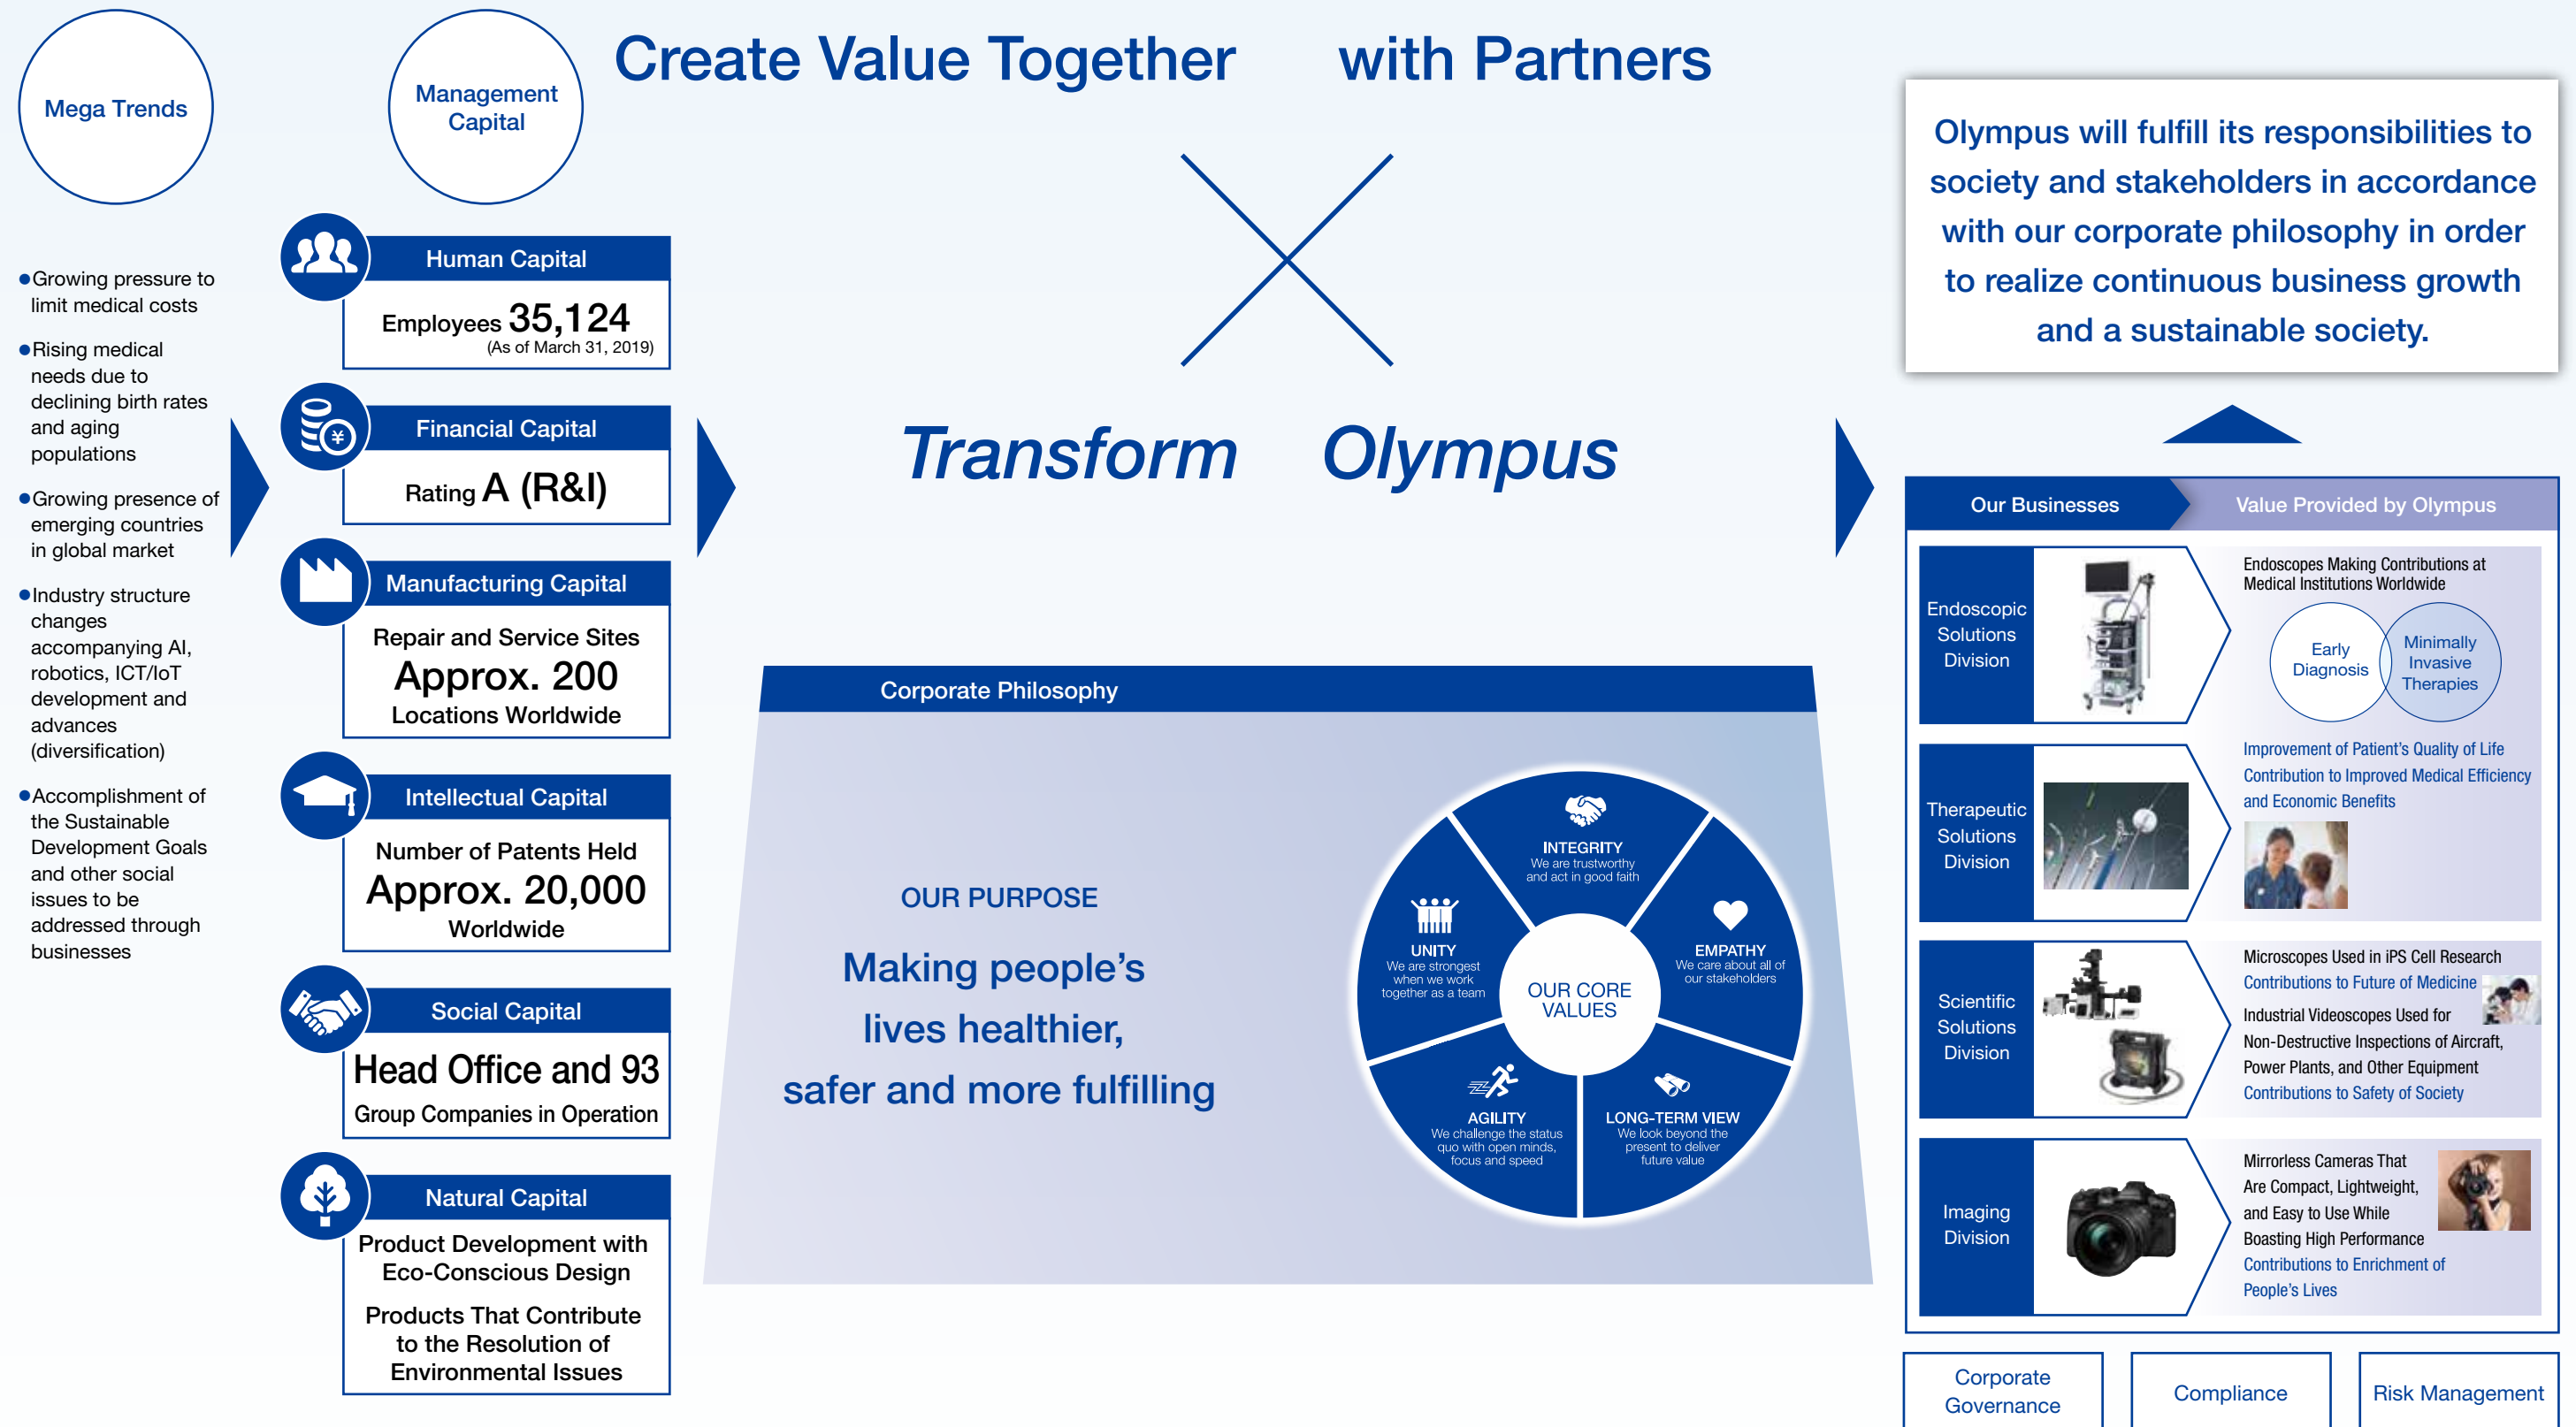 Mega Trends
●Growing pressure to
limit medical costs
●Rising medical
needs due to
declining birth rates
and aging
populations
●Growing presence of
emerging countries
in global market
●Industry structure
changes
accompanying AI,
robotics, ICT/IoT
development and
advances
(diversification)
●Accomplishment of
the Sustainable
Development Goals
and other social
issues to be
addressed through
businesses
Management
Capital
Human Capital
Employees 35,124
(As of March 31, 2019)
Financial Capital
Rating A (R&I)
Manufacturing Capital
Repair and Service Sites
Approx. 200
Locations Worldwide
Intellectual Capital
Number of Patents Held
Approx. 20,000
Worldwide
Social Capital
Head Office and 93
Group Companies in Operation
Natural Capital
Product Development with
Eco-Conscious Design
Products That Contribute
to the Resolution of
Environmental Issues
Create Value Together with Partners
Transform Olympus
Corporate Philosophy
OUR PURPOSE
Making people's
lives healthier,
safer and more fulfilling
OUR CORE
VALUES
INTEGRITY
We are trustworthy
and act in good faith
EMPATHY
We care about all of
our stakeholders
LONG-TERM VIEW
We look beyond the
present to deliver
future value
AGILITY
We challenge the status
quo with open minds,
focus and speed
UNITY
We are strongest
when we work
together as a team
Olympus will fulfill its responsibilities to
society and stakeholders in accordance
with our corporate philosophy in order
to realize continuous business growth
and a sustainable society.
Our Businesses
Value Provided by Olympus
Endoscopic
Solutions
Division
Endoscopes Making Contributions at
Medical Institutions Worldwide
Early
Diagnosis
Minimally
Invasive
Therapies
Therapeutic
Solutions
Division
Improvement of Patient's Quality of Life
Contribution to Improved Medical Efficiency
and Economic Benefits
Scientific
Solutions
Division
Microscopes Used in iPS Cell Research
Contributions to Future of Medicine
Industrial Videoscopes Used for
Non-Destructive Inspections of Aircraft,
Power Plants, and Other Equipment
Contributions to Safety of Society
Imaging
Division
Mirrorless Cameras That
Are Compact, Lightweight,
and Easy to Use While
Boasting High Performance
Contributions to Enrichment of
People's Lives
Corporate
Governance
Compliance
Risk Management